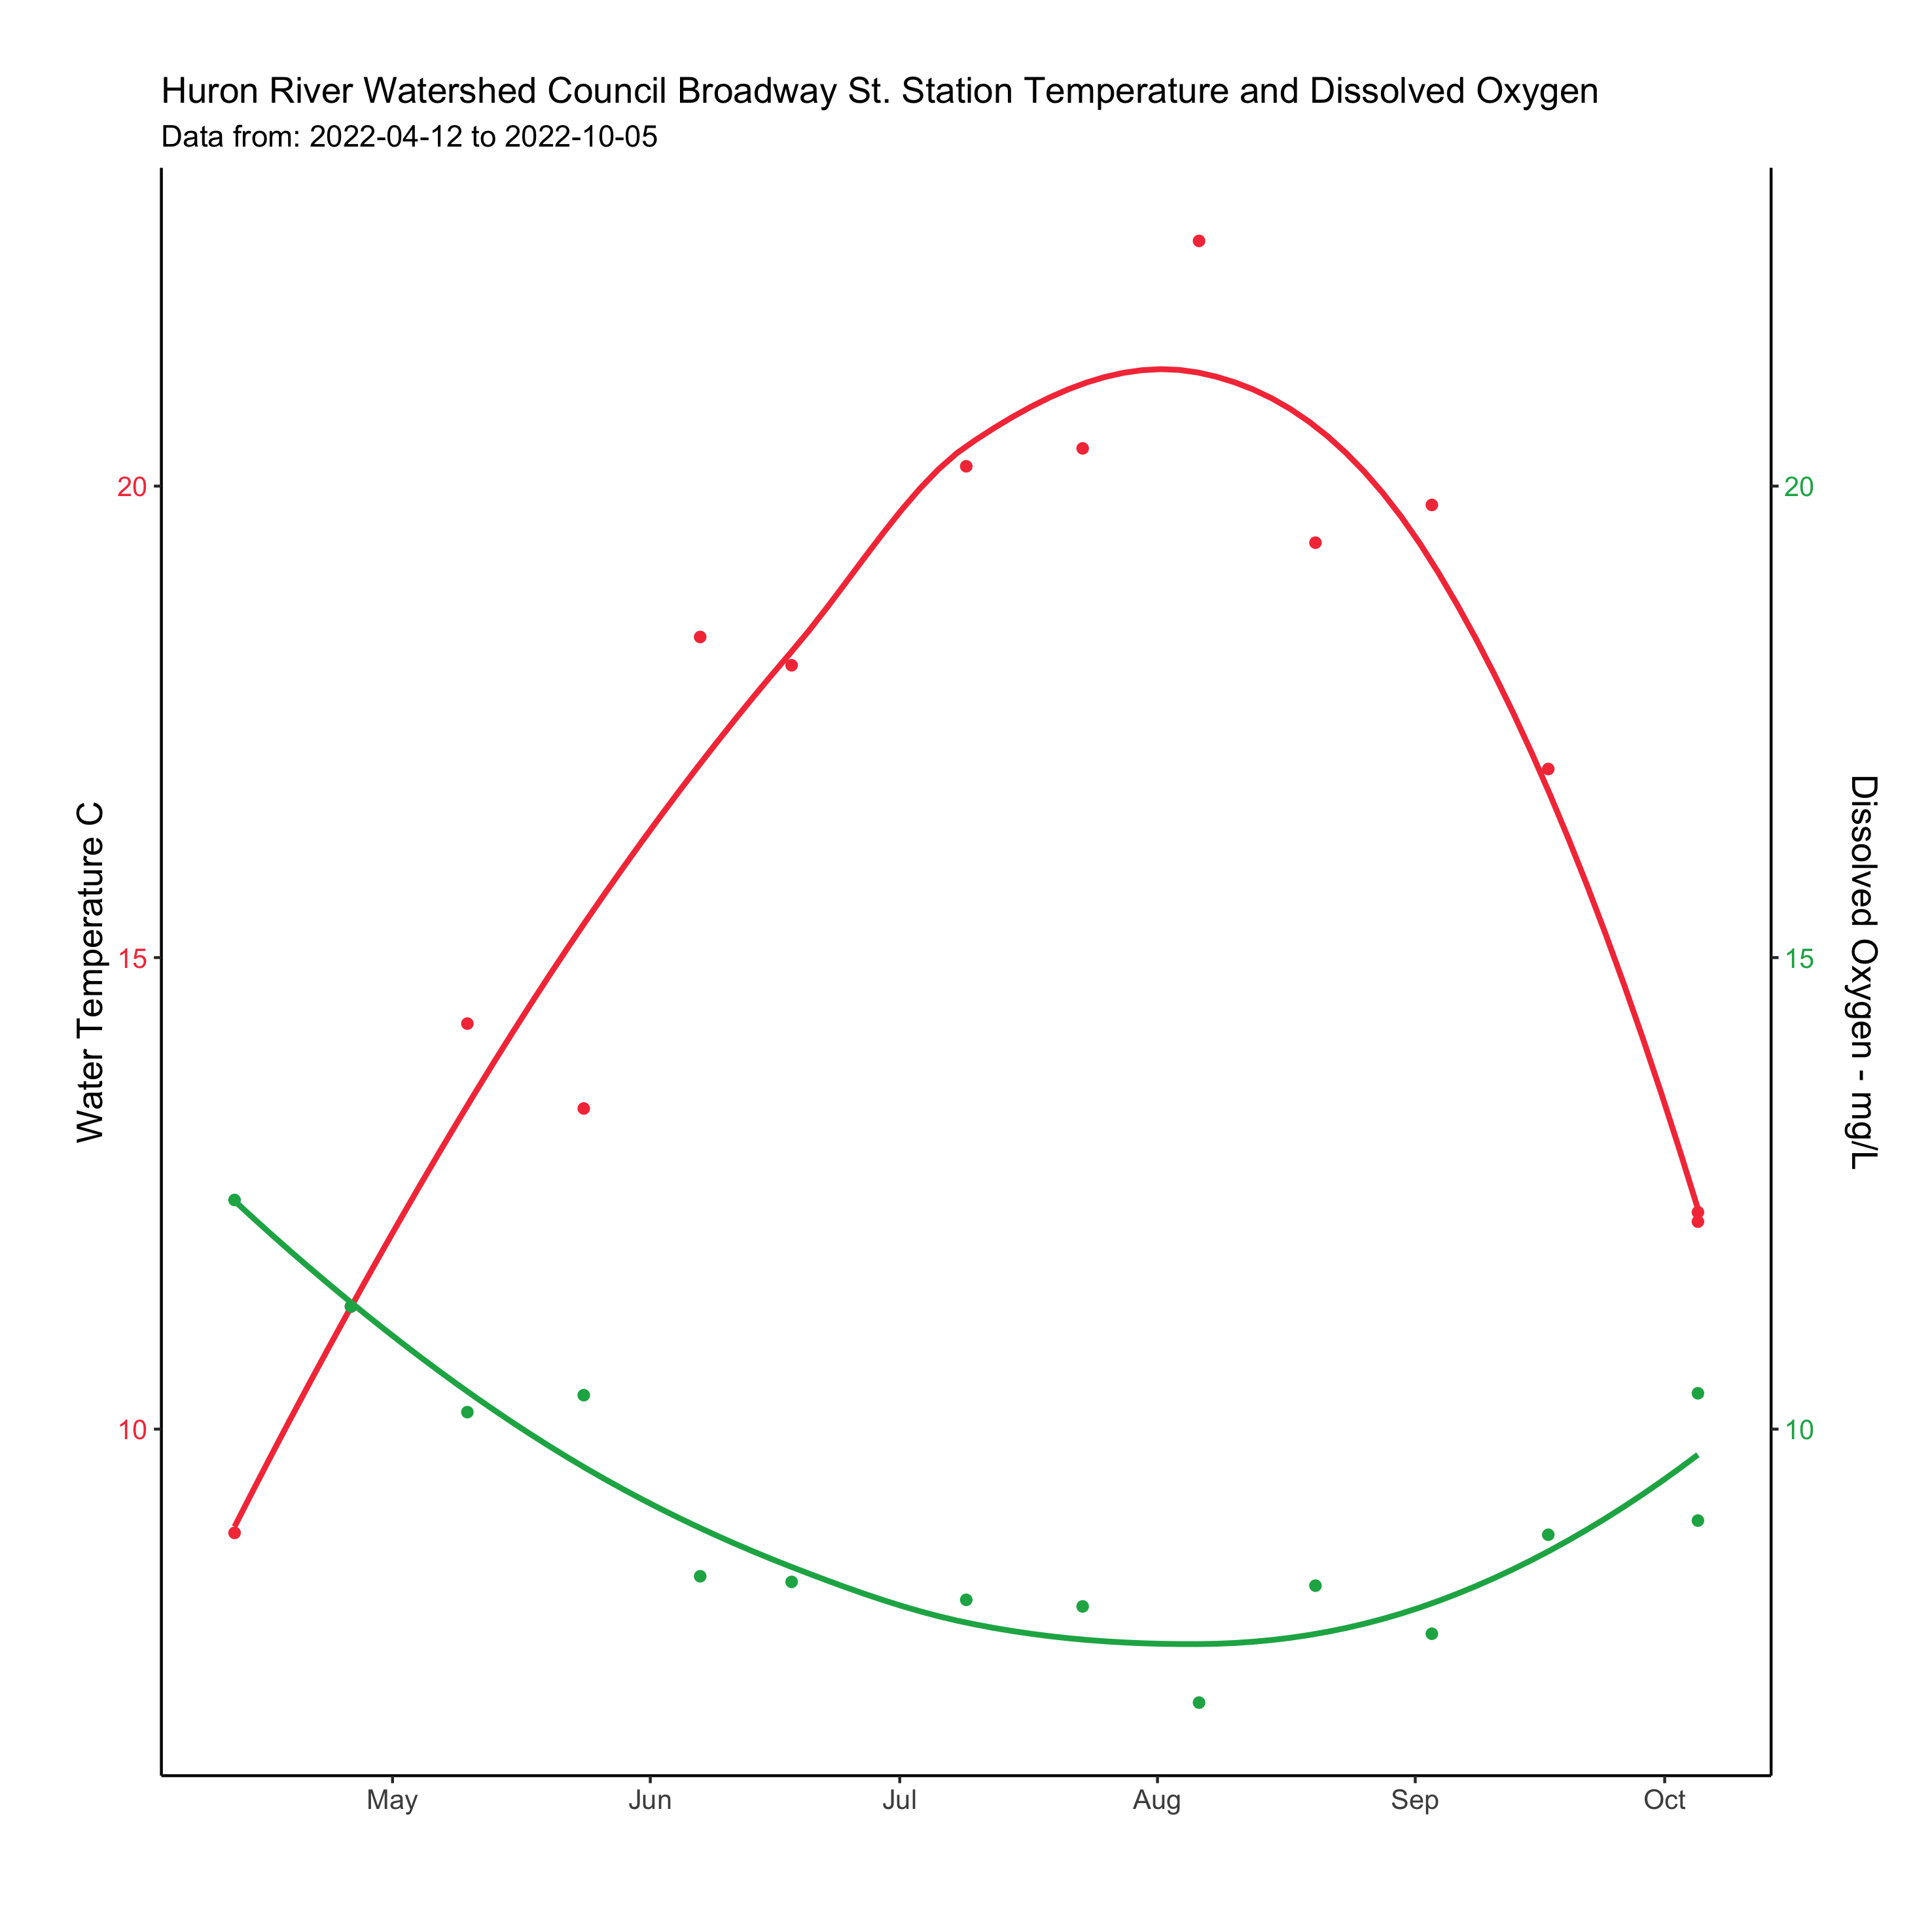 Huron River Watershed Council Broadway St. Station Temperature and Dissolved Oxygen
Data from: 2022-04-12 to 2022-10-05
Water Temperature C
20
15
10
Dissolved Oxygen - mg/L
20
15
10
May
Jun
Jul
Aug
Sep
Oct